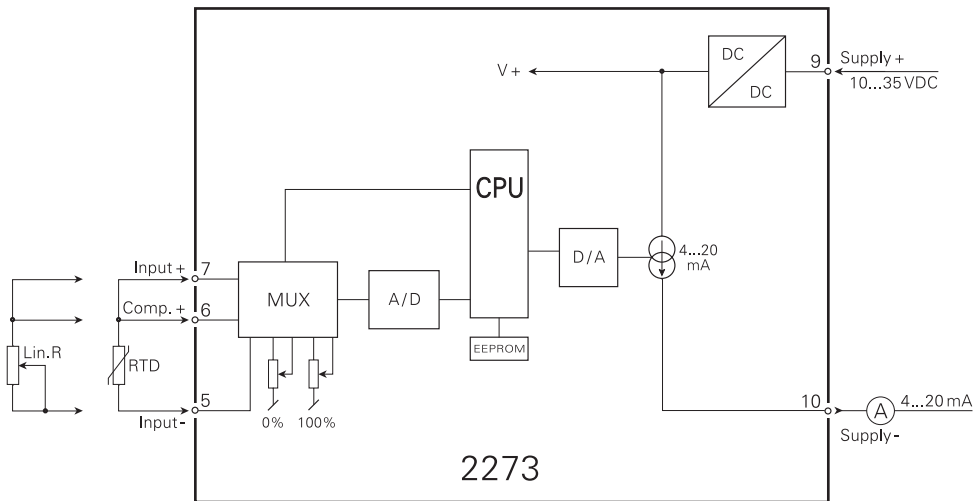 DC
DC
9
Supply +
10...35 VDC
V +
CPU
D/A
4...20
mA
Input +
7
Comp. +
6
MUX
A/D
EEPROM
Lin.R
RTD
5
Input -
0%
100%
10
A
4...20 mA
Supply -
2273